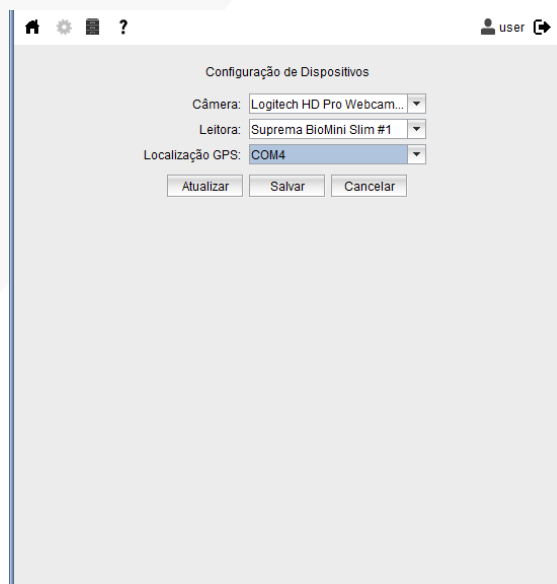 ? user
Configuração de Dispositivos
Câmera: Logitech HD Pro Webcam...
Leitora: Suprema BioMini Slim #1
Localização GPS: COM4
Atualizar Salvar Cancelar